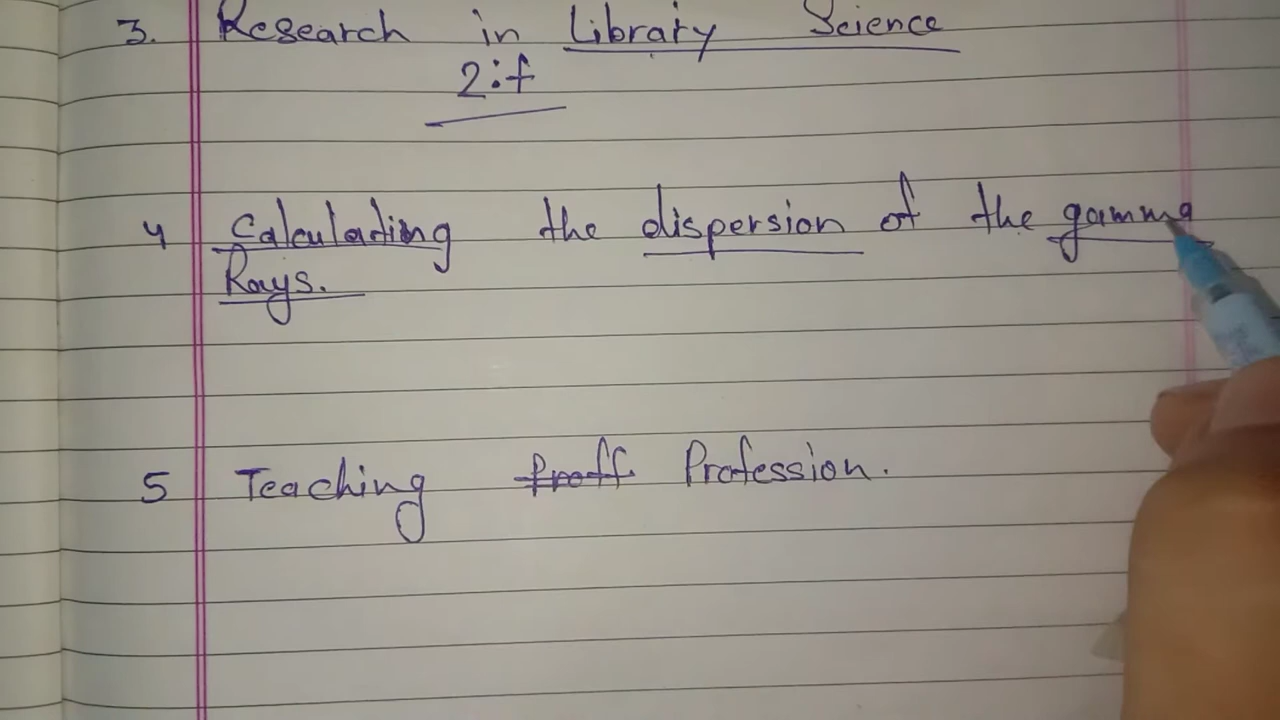 3. Research in Library Science
2:f
4 Calculating the dispersion of the gamma
Rays.
5 Teaching Proff Profession.